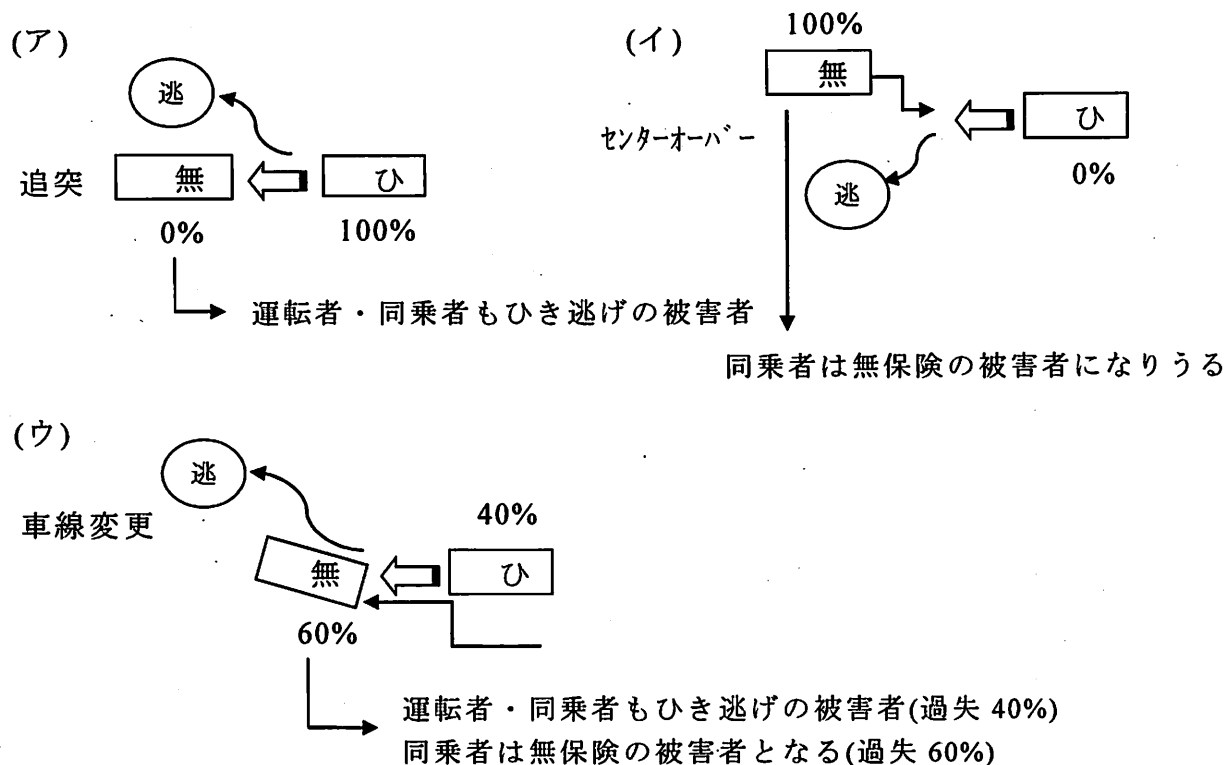 (ア)
逃
追突
無
ひ
0%
100%
運転者・同乗者もひき逃げの被害者
(イ)
100%
無
センターオーバー
ひ
0%
逃
同乗者は無保険の被害者になりうる
(ウ)
逃
車線変更
40%
無
ひ
60%
運転者・同乗者もひき逃げの被害者(過失 40%)
同乗者は無保険の被害者となる(過失 60%)